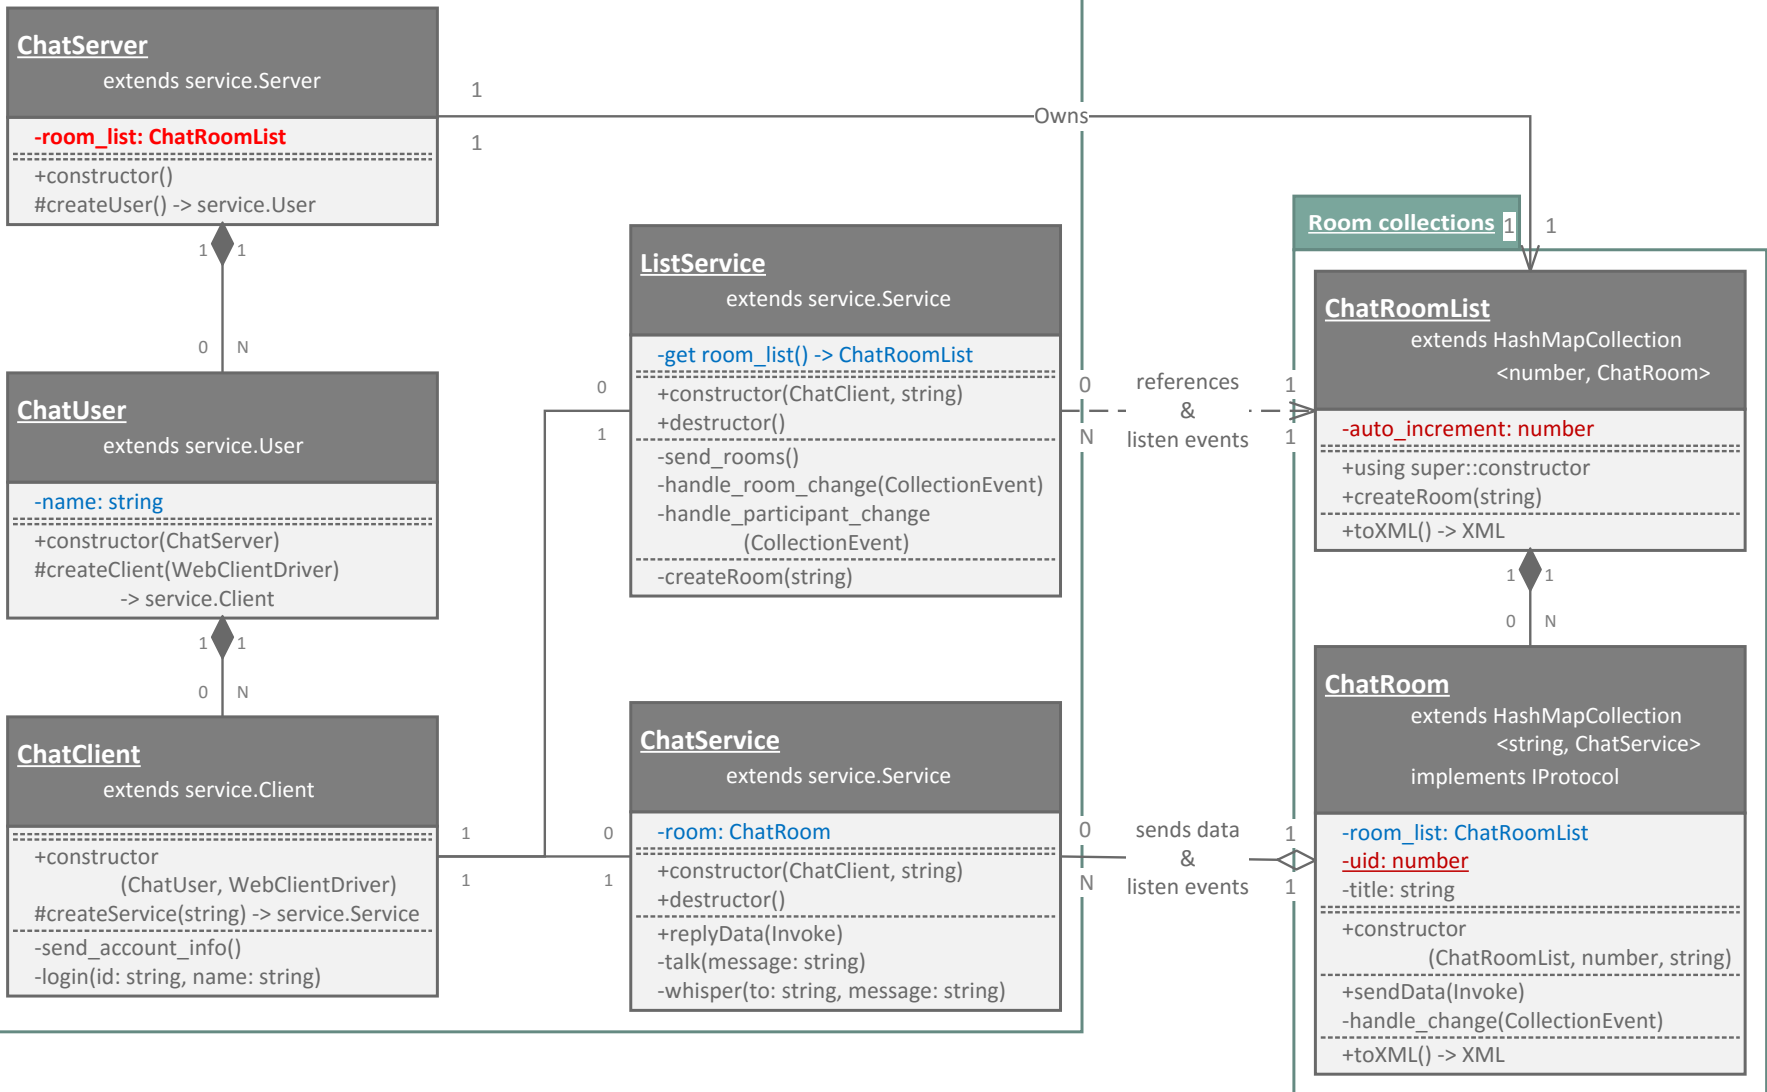 ChatServer
extends service.Server
-room_list: ChatRoomList
+constructor()
#createUser() -> service.User
1
1
Owns
1
1
1
1
0
N
ChatUser
extends service.User
-name: string
+constructor(ChatServer)
#createClient(WebClientDriver)
-> service.Client
1
1
0
N
ChatClient
extends service.Client
+constructor
(ChatUser, WebClientDriver)
#createService(string) -> service.Service
-send_account_info()
-login(id: string, name: string)
1
1
0
1
0
1
ListService
extends service.Service
-get room_list() -> ChatRoomList
+constructor(ChatClient, string)
+destructor()
-send_rooms()
-handle_room_change(CollectionEvent)
-handle_participant_change
(CollectionEvent)
-createRoom(string)
0
N
references
&
listen events
1
1
ChatService
extends service.Service
-room: ChatRoom
+constructor(ChatClient, string)
+destructor()
+replyData(Invoke)
-talk(message: string)
-whisper(to: string, message: string)
0
N
sends data
&
listen events
1
1
Room collections
ChatRoomList
extends HashMapCollection
<number, ChatRoom>
-auto_increment: number
+using super::constructor
+createRoom(string)
+toXML() -> XML
1
1
0
N
ChatRoom
extends HashMapCollection
<string, ChatService>
implements IProtocol
-room_list: ChatRoomList
-uid: number
-title: string
+constructor
(ChatRoomList, number, string)
+sendData(Invoke)
-handle_change(CollectionEvent)
+toXML() -> XML